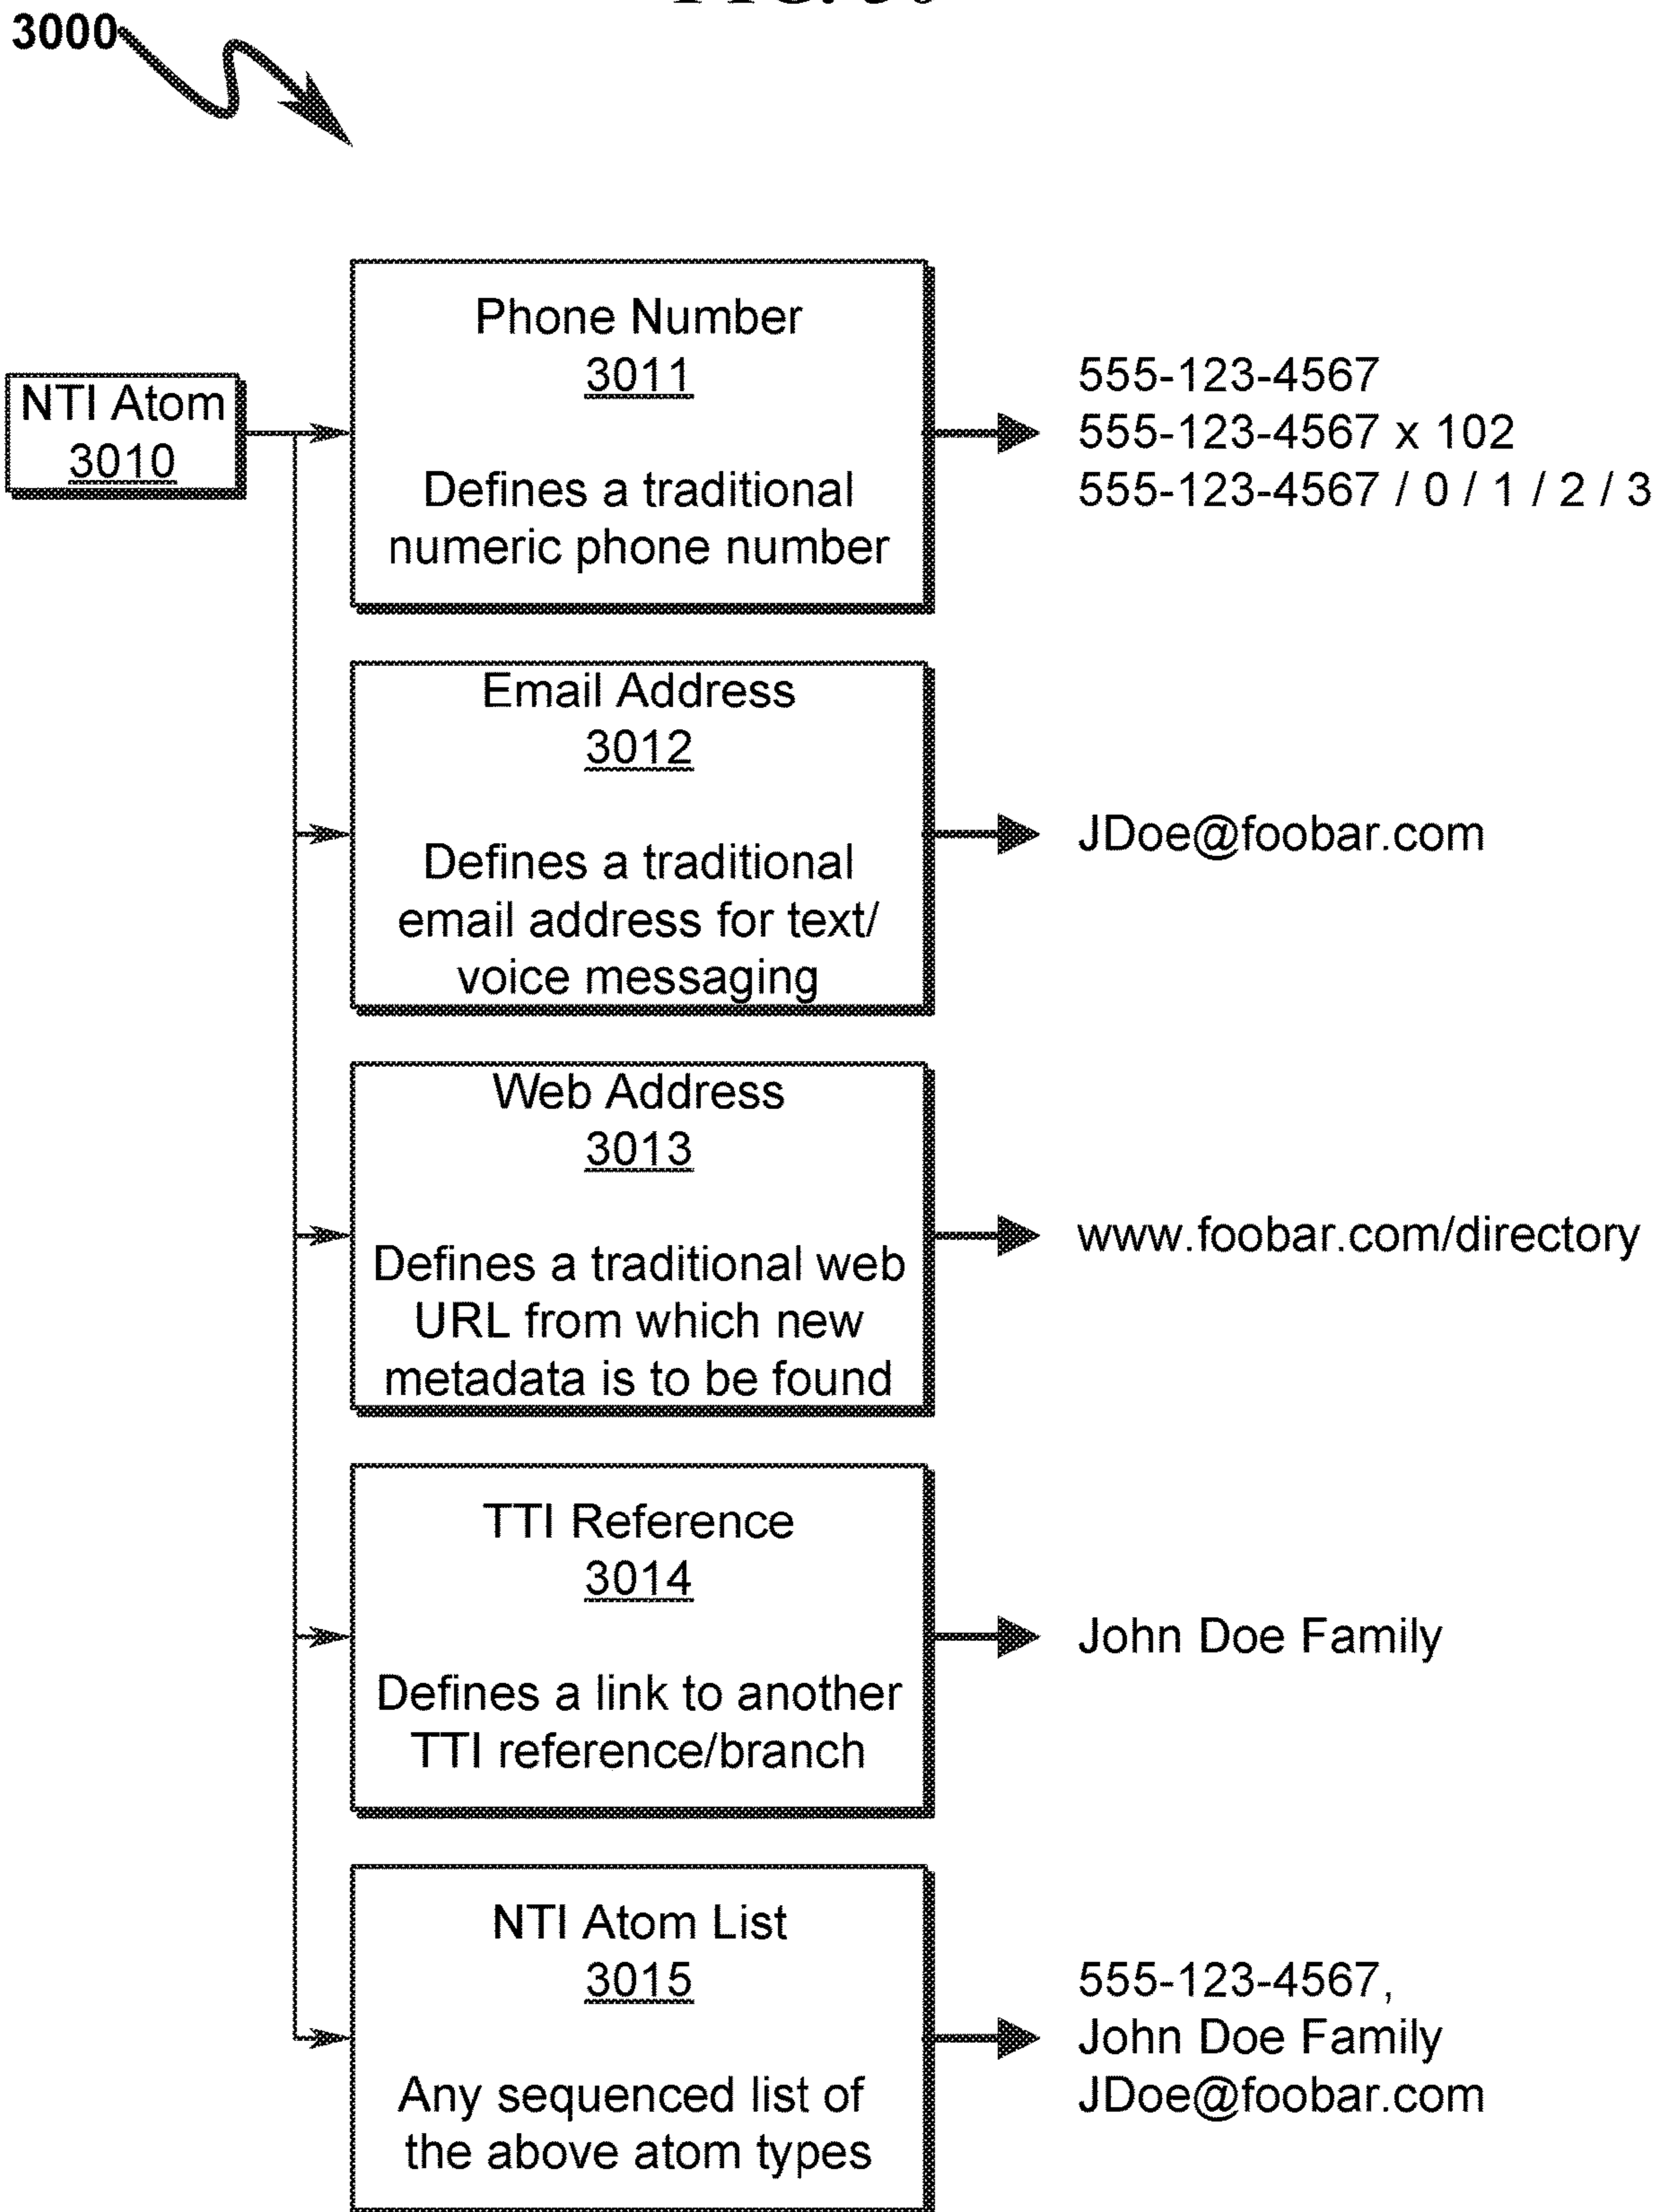 3000
NTI Atom
3010
Phone Number
3011
Defines a traditional
numeric phone number
555-123-4567
555-123-4567 x 102
555-123-4567 / 0 / 1 / 2 / 3
Email Address
3012
Defines a traditional
email address for text/
voice messaging
JDoe@foobar.com
Web Address
3013
Defines a traditional web
URL from which new
metadata is to be found
www.foobar.com/directory
TTI Reference
3014
Defines a link to another
TTI reference/branch
John Doe Family
NTI Atom List
3015
Any sequenced list of
the above atom types
555-123-4567,
John Doe Family
JDoe@foobar.com